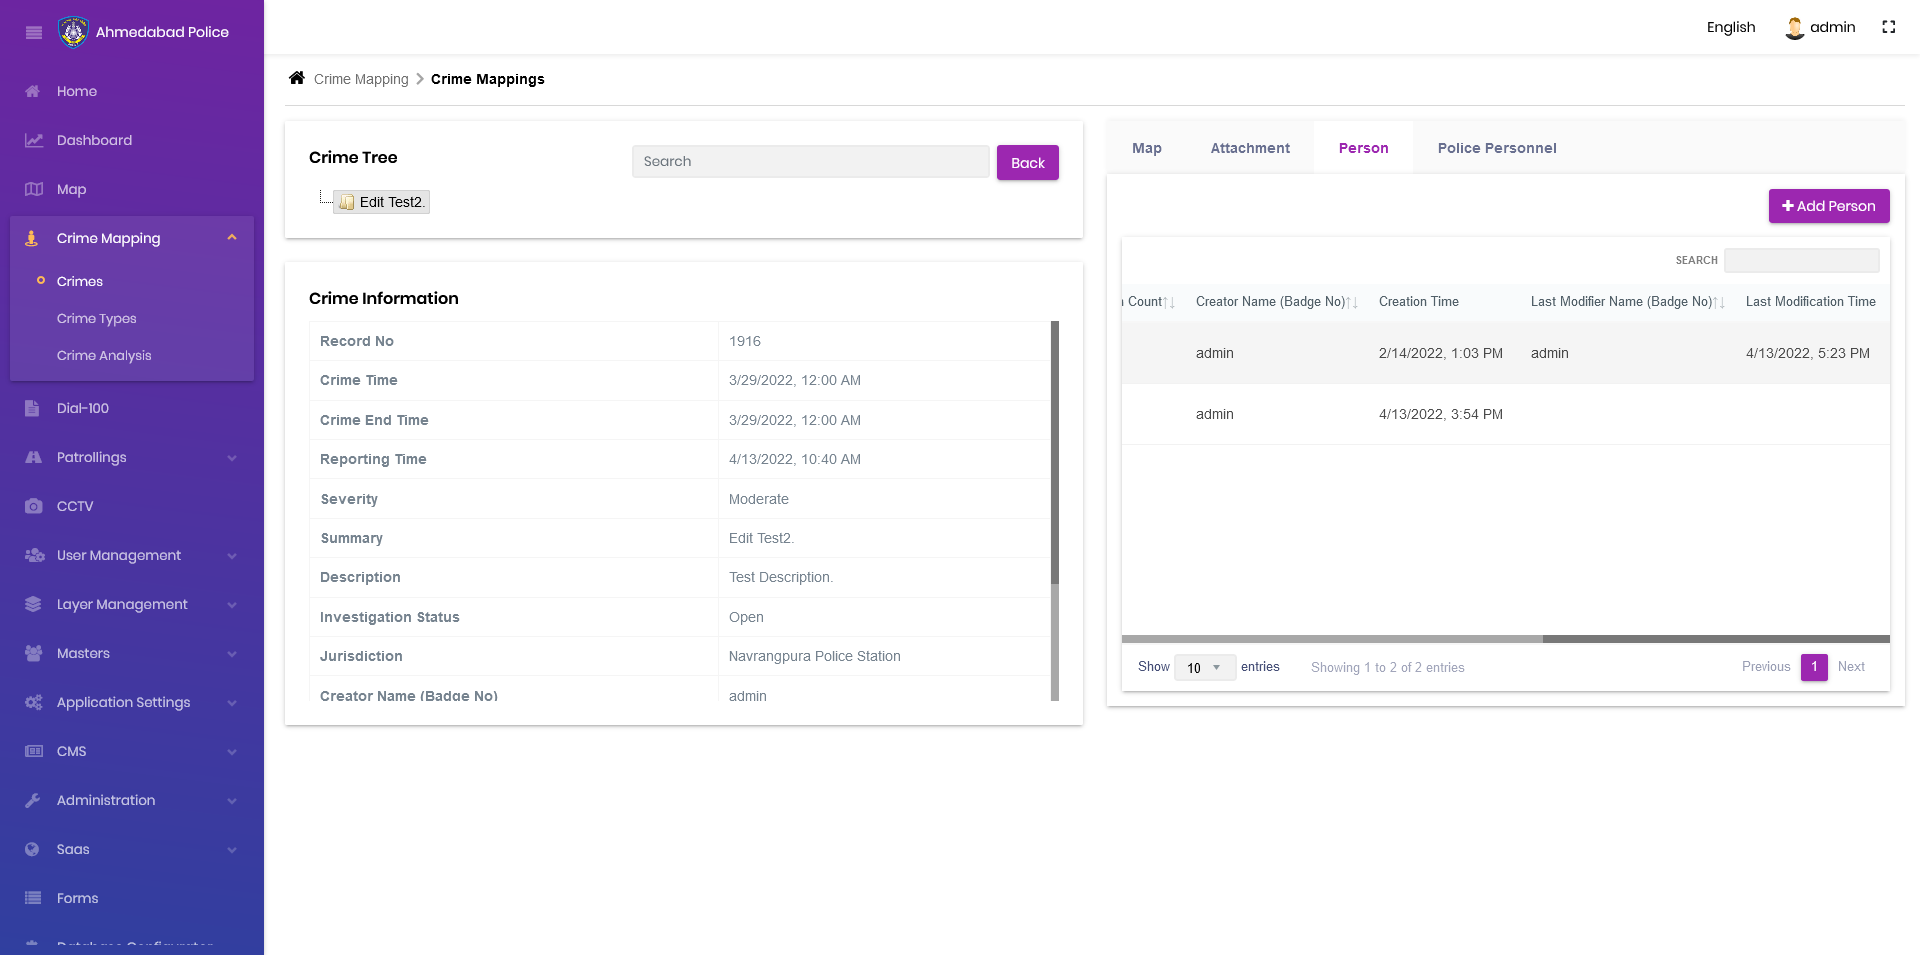 Ahmedabad Police
English
admin
Home
Dashboard
Map
Crime Mapping
Crimes
Crime Types
Crime Analysis
Dial-100
Patrollings
CCTV
User Management
Layer Management
Masters
Application Settings
CMS
Administration
Saas
Forms
Database Configurator
Crime Mapping
Crime Mappings
Crime Tree
Search
Back
Edit Test2.
Crime Information
Record No 1916
Crime Time 3/29/2022, 12:00 AM
Crime End Time 3/29/2022, 12:00 AM
Reporting Time 4/13/2022, 10:40 AM
Severity Moderate
Summary Edit Test2.
Description Test Description.
Investigation Status Open
Jurisdiction Navrangpura Police Station
Creator Name (Badge No) admin
Map Attachment Person Police Personnel
Add Person
SEARCH
Count Creator Name (Badge No) Creation Time Last Modifier Name (Badge No) Last Modification Time
admin 2/14/2022, 1:03 PM admin 4/13/2022, 5:23 PM
admin 4/13/2022, 3:54 PM
Show 10 entries Showing 1 to 2 of 2 entries Previous 1 Next